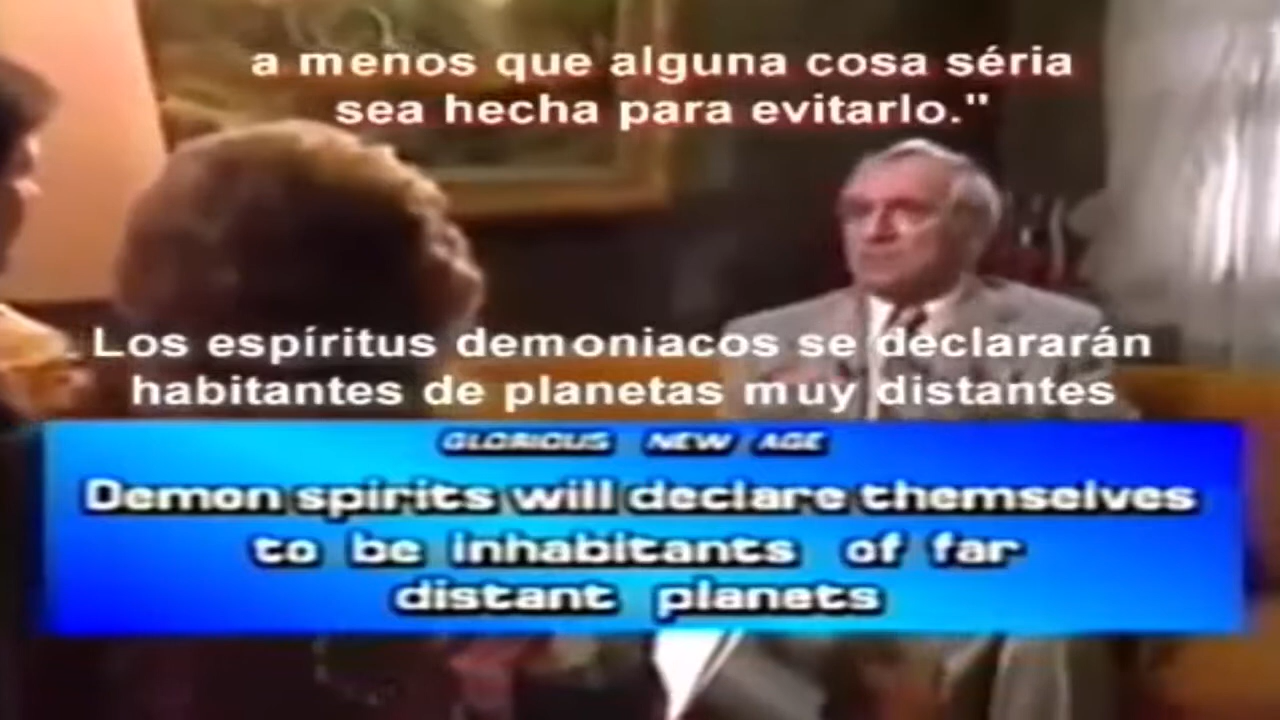 a menos que alguna cosa séria
sea hecha para evitarlo."
Los espíritus demoniacos se declararán
habitantes de planetas muy distantes
GLORIOUS NEW AGE
Demon spirits will declare themselves
to be inhabitants of far
distant planets